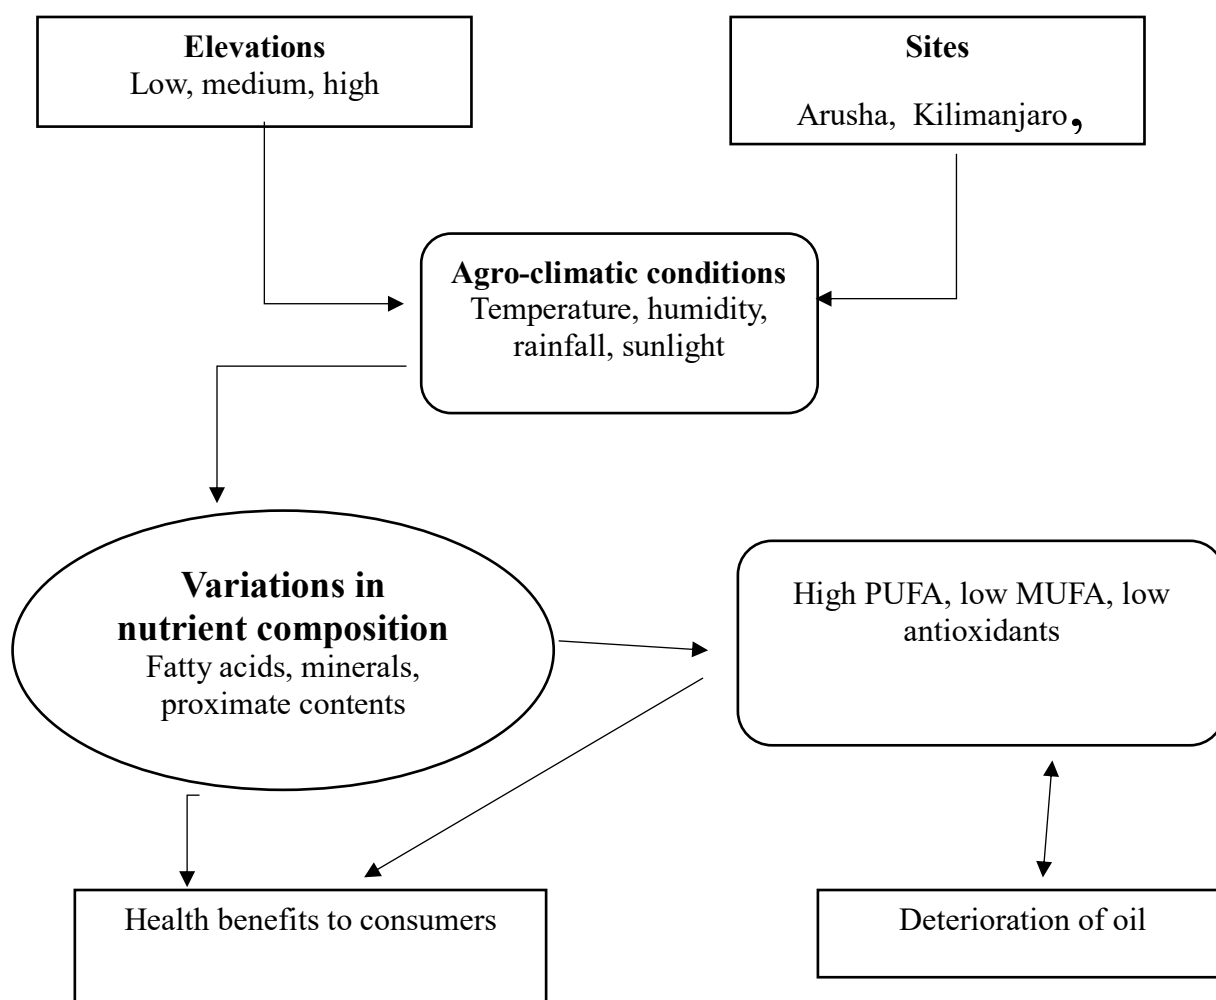 Elevations
Low, medium, high
Sites
Arusha, Kilimanjaro,
Agro-climatic conditions
Temperature, humidity,
rainfall, sunlight
Variations in
nutrient composition
Fatty acids, minerals,
proximate contents
High PUFA, low MUFA, low
antioxidants
Health benefits to consumers
Deterioration of oil